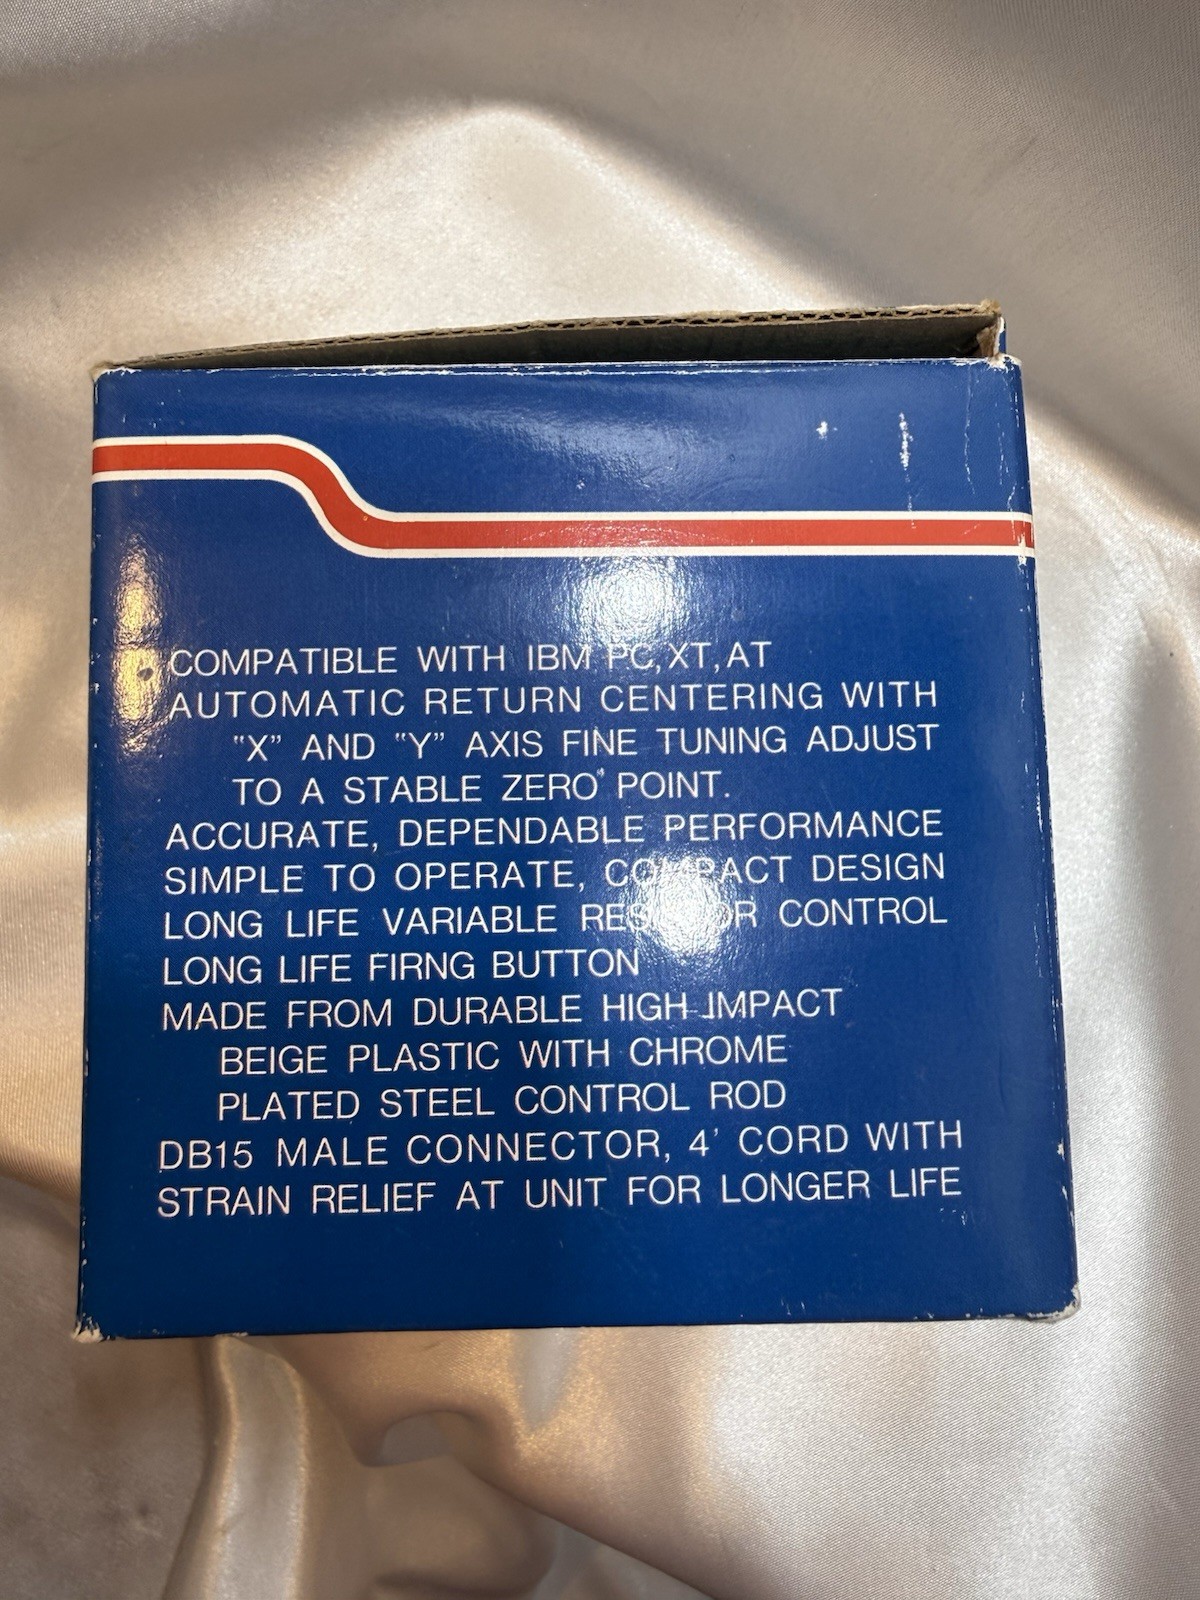 COMPATIBLE WITH IBM PC, XT, AT
AUTOMATIC RETURN CENTERING WITH
"X" AND "Y" AXIS FINE TUNING ADJUST
TO A STABLE ZERO POINT.
ACCURATE, DEPENDABLE PERFORMANCE
SIMPLE TO OPERATE, COMPACT DESIGN
LONG LIFE VARIABLE RESISTOR CONTROL
LONG LIFE FIRNG BUTTON
MADE FROM DURABLE HIGH IMPACT
BEIGE PLASTIC WITH CHROME
PLATED STEEL CONTROL ROD
DB15 MALE CONNECTOR, 4' CORD WITH
STRAIN RELIEF AT UNIT FOR LONGER LIFE